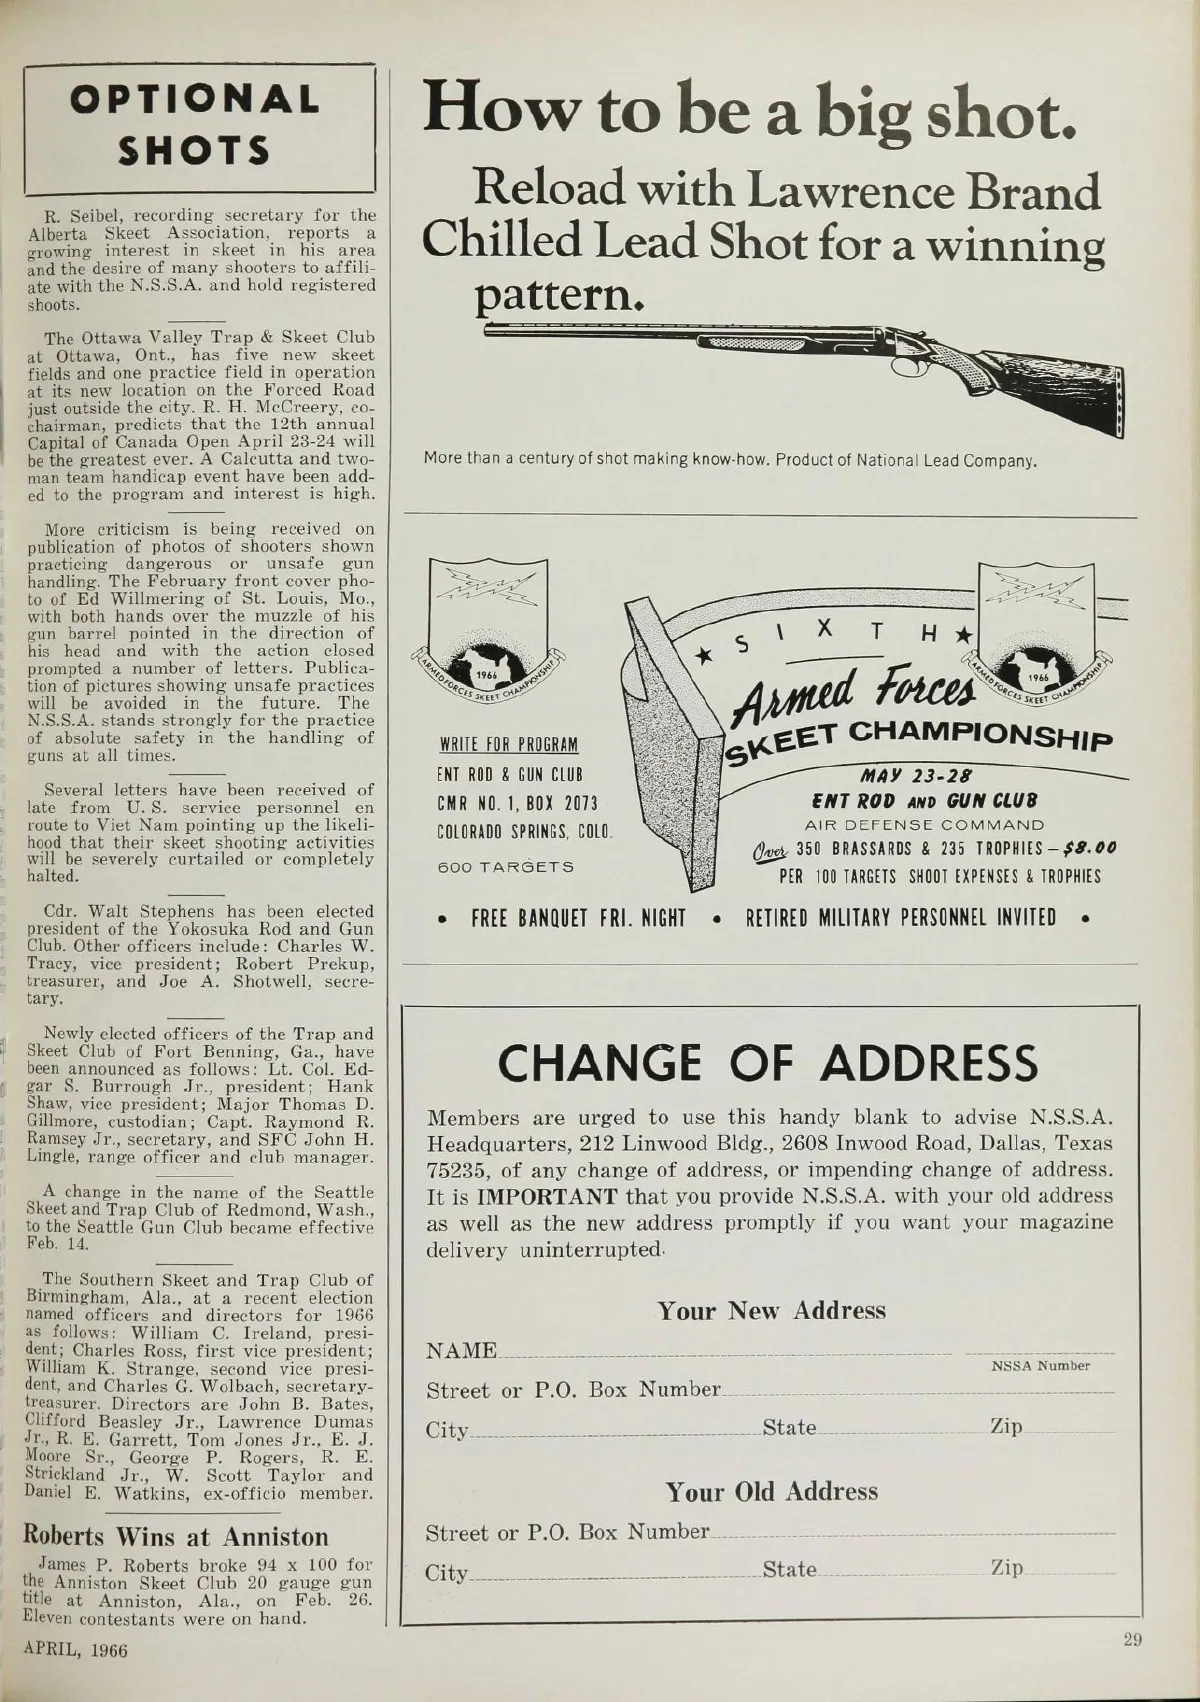 OPTIONAL
SHOTS
R. Seibel, recording secretary for the
Alberta Skeet Association, reports a
growing interest in skeet in his area
and the desire of many shooters to affili-
ate with the N.S.S.A. and hold registered
shoots.
The Ottawa Valley Trap & Skeet Club
at Ottawa, Ont., has five new skeet
fields and one practice field in operation
at its new location on the Forced Road
just outside the city. R. H. McCreery, co-
chairman, predicts that the 12th annual
Capital of Canada Open April 23-24 will
be the greatest ever. A Calcutta and two-
man team handicap event have been add-
ed to the program and interest is high.
More criticism is being received on
publication of photos of shooters shown
practicing dangerous or unsafe gun
handling. The February front cover pho-
to of Ed Willmering of St. Louis, Mo.,
with both hands over the muzzle of his
gun barrel pointed in the direction of
his head and with the action closed
prompted a number of letters. Publica-
tion of pictures showing unsafe practices
will be avoided in the future. The
N.S.S.A. stands strongly for the practice
of absolute safety in the handling of
guns at all times.
Several letters have been received of
late from U. S. service personnel en
route to Viet Nam pointing up the likeli-
hood that their skeet shooting activities
will be severely curtailed or completely
halted.
Cdr. Walt Stephens has been elected
president of the Yokosuka Rod and Gun
Club. Other officers include: Charles W.
Tracy, vice president; Robert Prekup,
treasurer, and Joe A. Shotwell, secre-
tary.
Newly elected officers of the Trap and
Skeet Club of Fort Benning, Ga., have
been announced as follows: Lt. Col. Ed-
gar S. Burrough Jr., president; Hank
Shaw, vice president; Major Thomas D.
Gillmore, custodian; Capt. Raymond R.
Ramsey Jr., secretary, and SFC John H.
Lingle, range officer and club manager.
A change in the name of the Seattle
Skeet and Trap Club of Redmond, Wash.,
to the Seattle Gun Club became effective
Feb. 14.
The Southern Skeet and Trap Club of
Birmingham, Ala., at a recent election
named officers and directors for 1966
as follows: William C. Ireland, presi-
dent; Charles Ross, first vice president;
William K. Strange, second vice presi-
dent, and Charles G. Wolbach, secretary-
treasurer. Directors are John B. Bates,
Clifford Beasley Jr., Lawrence Dumas
Jr., R. E. Garrett, Tom Jones Jr., E. J.
Moore Sr., George P. Rogers, R. E.
Strickland Jr., W. Scott Taylor and
Daniel E. Watkins, ex-officio member.
Roberts Wins at Anniston
James P. Roberts broke 94 x 100 for
the Anniston Skeet Club 20 gauge gun
title at Anniston, Ala., on Feb. 26.
Eleven contestants were on hand.
How to be a big shot.
Reload with Lawrence Brand
Chilled Lead Shot for a winning
pattern.
More than a century of shot making know-how. Product of National Lead Company.
1966
ARMED FORCES SKEET CHAMPIONSHIP
WRITE FOR PROGRAM
ENT ROD & GUN CLUB
CMR NO. 1, BOX 2073
COLORADO SPRINGS, COLO.
600 TARGETS
★ SIXTH ★
1966
ARMED FORCES SKEET CHAMPIONSHIP
Armed Forces
SKEET CHAMPIONSHIP
MAY 23-28
ENT ROD AND GUN CLUB
AIR DEFENSE COMMAND
Over 350 BRASSARDS & 235 TROPHIES – $8.00
PER 100 TARGETS SHOOT EXPENSES & TROPHIES
• FREE BANQUET FRI. NIGHT • RETIRED MILITARY PERSONNEL INVITED •
CHANGE OF ADDRESS
Members are urged to use this handy blank to advise N.S.S.A.
Headquarters, 212 Linwood Bldg., 2608 Inwood Road, Dallas, Texas
75235, of any change of address, or impending change of address.
It is IMPORTANT that you provide N.S.S.A. with your old address
as well as the new address promptly if you want your magazine
delivery uninterrupted.
Your New Address
NAME
NSSA Number
Street or P.O. Box Number
City State Zip
Your Old Address
Street or P.O. Box Number
City State Zip
APRIL, 1966
29